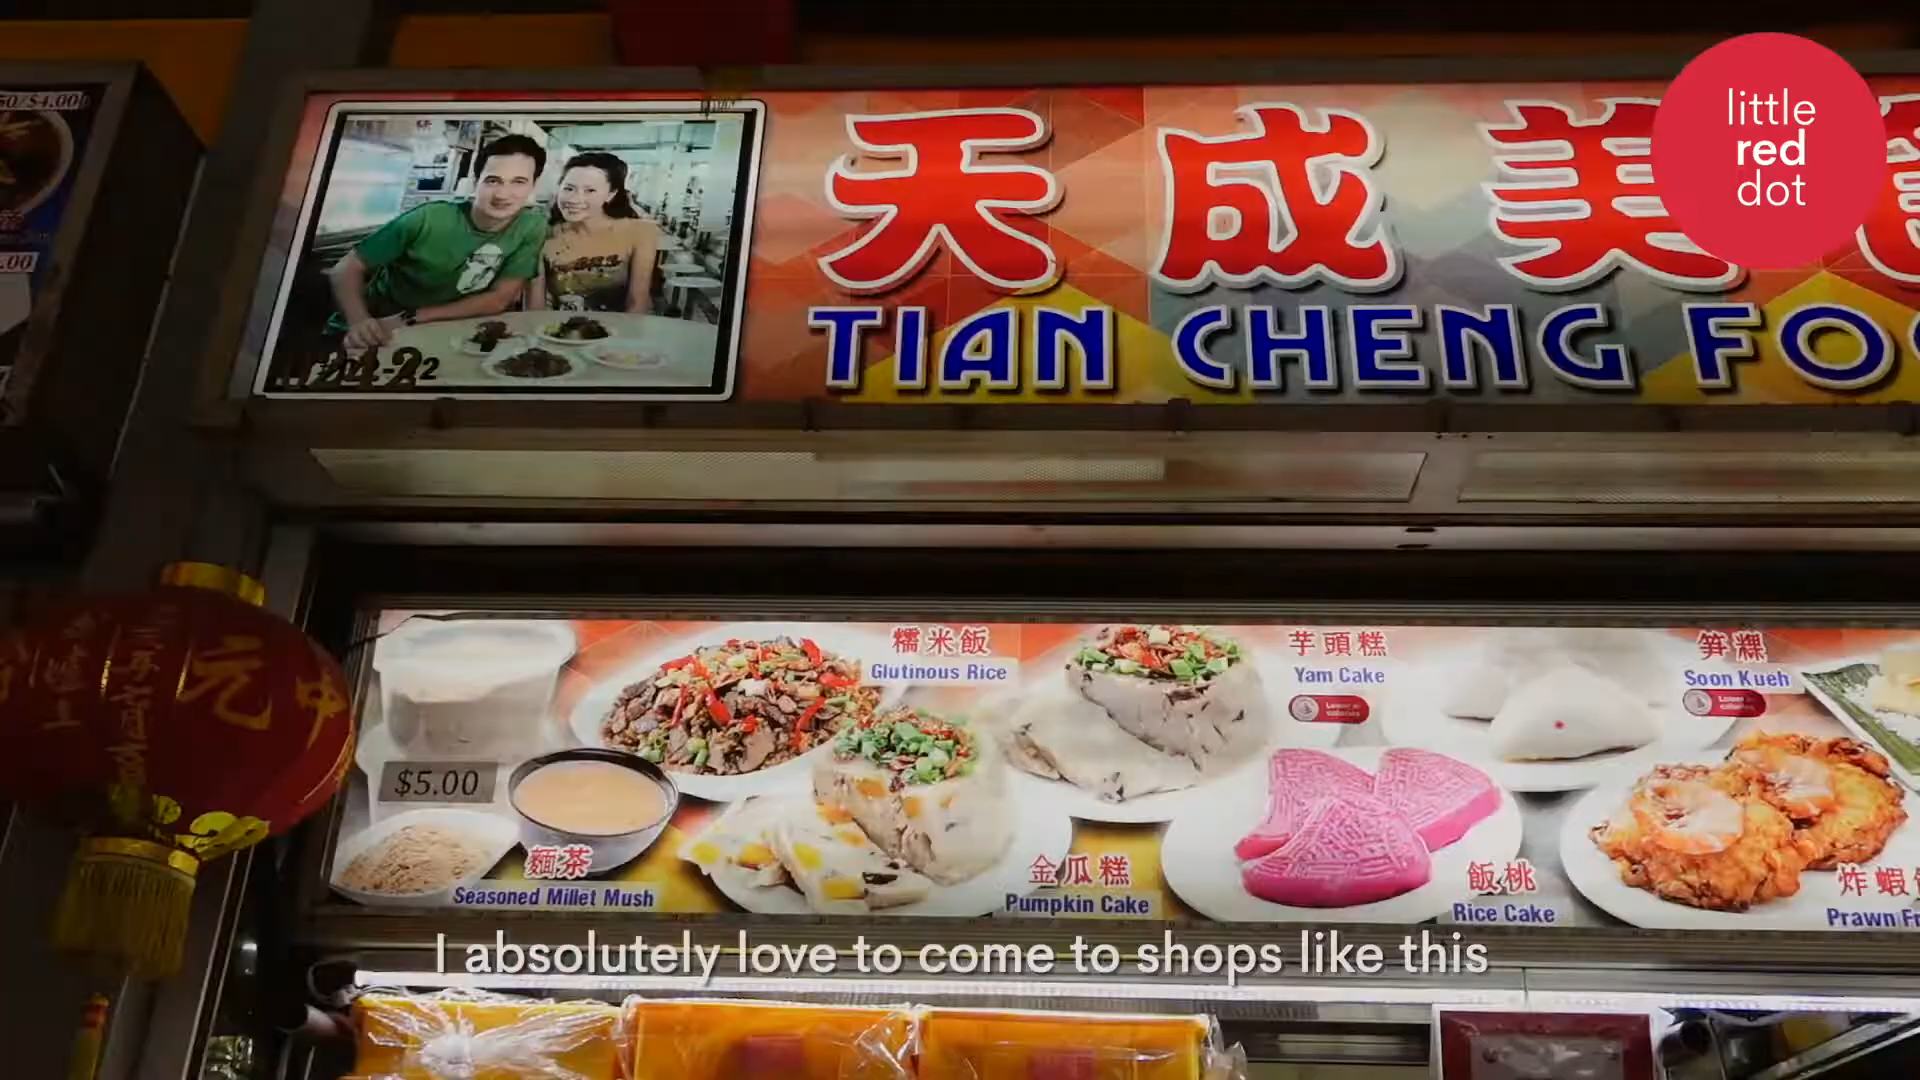 little
red
dot
天成美
TIAN CHENG FOO
糯米飯
Glutinous Rice
芋頭糕
Yam Cake
笋粿
Soon Kueh
$5.00
麵茶
Seasoned Millet Mush
金瓜糕
Pumpkin Cake
飯桃
Rice Cake
炸蝦
Prawn Fr
I absolutely love to come to shops like this
元